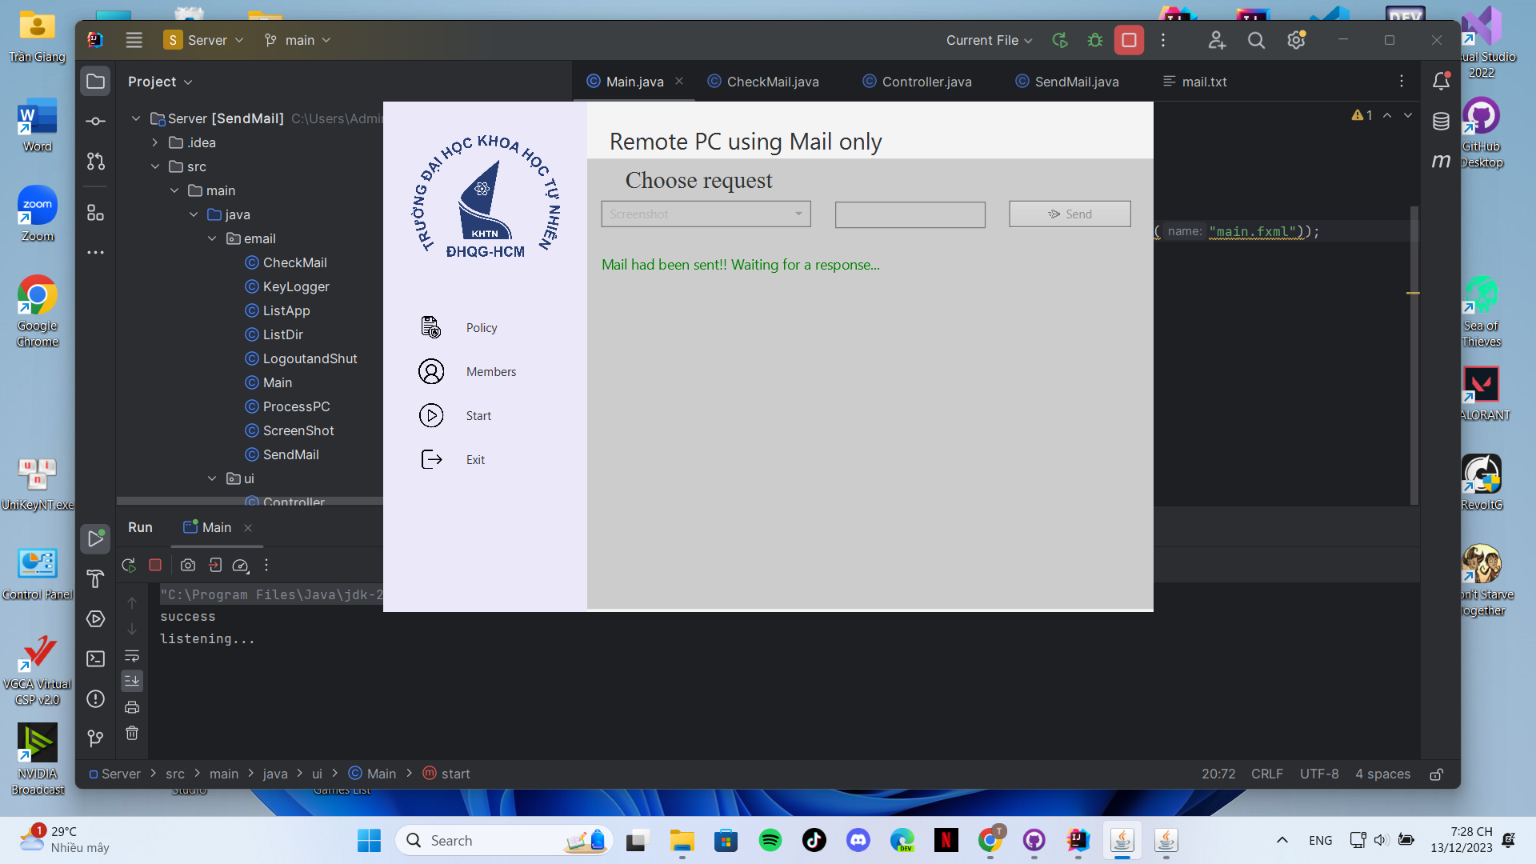 Trần Giang
Word
Zoom
Google
Chrome
UniKeyNT.exe
Control Panel
VGCA Virtual
CSP v2.0
NVIDIA
Broadcast
Server
main
Current File
Project
Main.java
CheckMail.java
Controller.java
SendMail.java
mail.txt
Server [SendMail] C:\Users\Admi
.idea
src
main
java
email
CheckMail
KeyLogger
ListApp
ListDir
LogoutandShut
Main
ProcessPC
ScreenShot
SendMail
ui
Controller
1
( name: "main.fxml"));
TRƯỜNG ĐẠI HỌC KHOA HỌC TỰ NHIÊN
KHTN
ĐHQG-HCM
Policy
Members
Start
Exit
Remote PC using Mail only
Choose request
Screenshot
Send
Mail had been sent!! Waiting for a response...
Run
Main
"C:\Program Files\Java\jdk-2
success
listening...
Server > src > main > java > ui > Main > start
20:72 CRLF UTF-8 4 spaces
ual Studio
2022
GitHub
Desktop
Sea of
Thieves
ALORANT
RevoltG
on't Starve
Together
Studio
Games List
1
29°C
Nhiều mây
Search
ENG
7:28 CH
13/12/2023